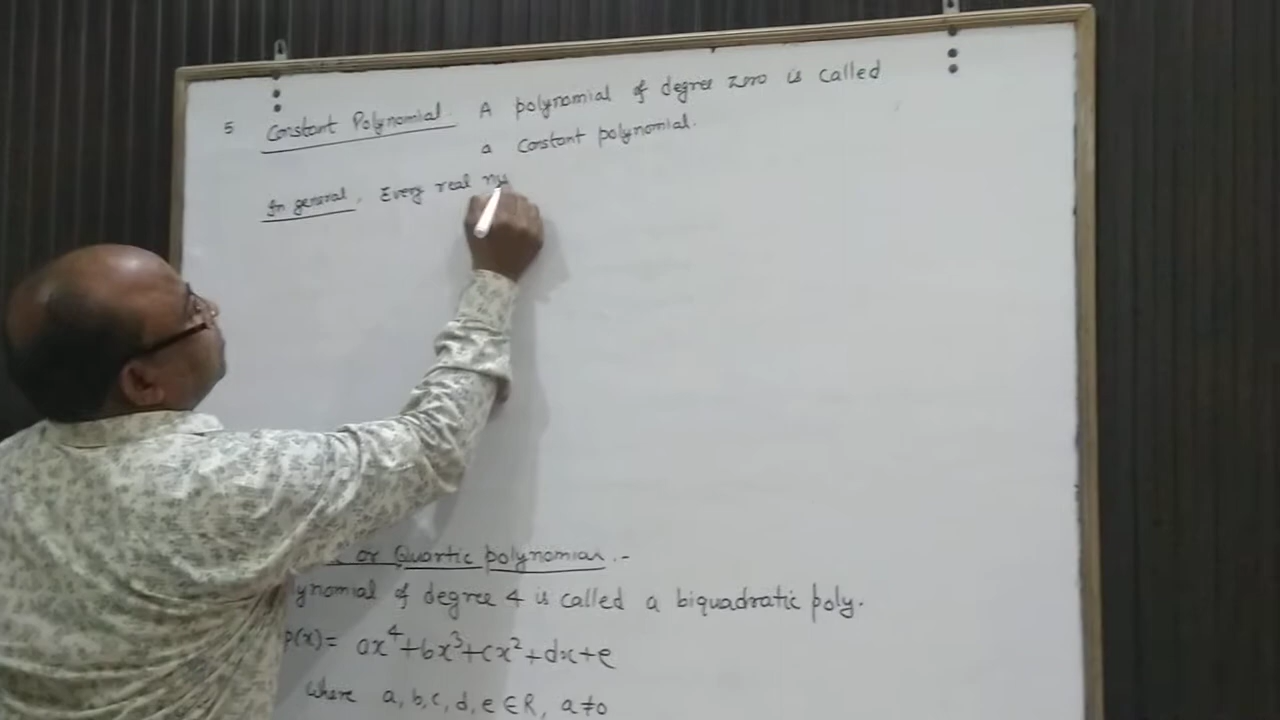 5 Constant Polynomial. A polynomial of degree zero is called
a constant polynomial.
In general, Every real nu
or Quartic polynomial.-
ynomial of degree 4 is called a biquadratic poly.
p(x)= ax⁴+bx³+cx²+dx+e
where a,b,c,d,e ∈ R, a≠0